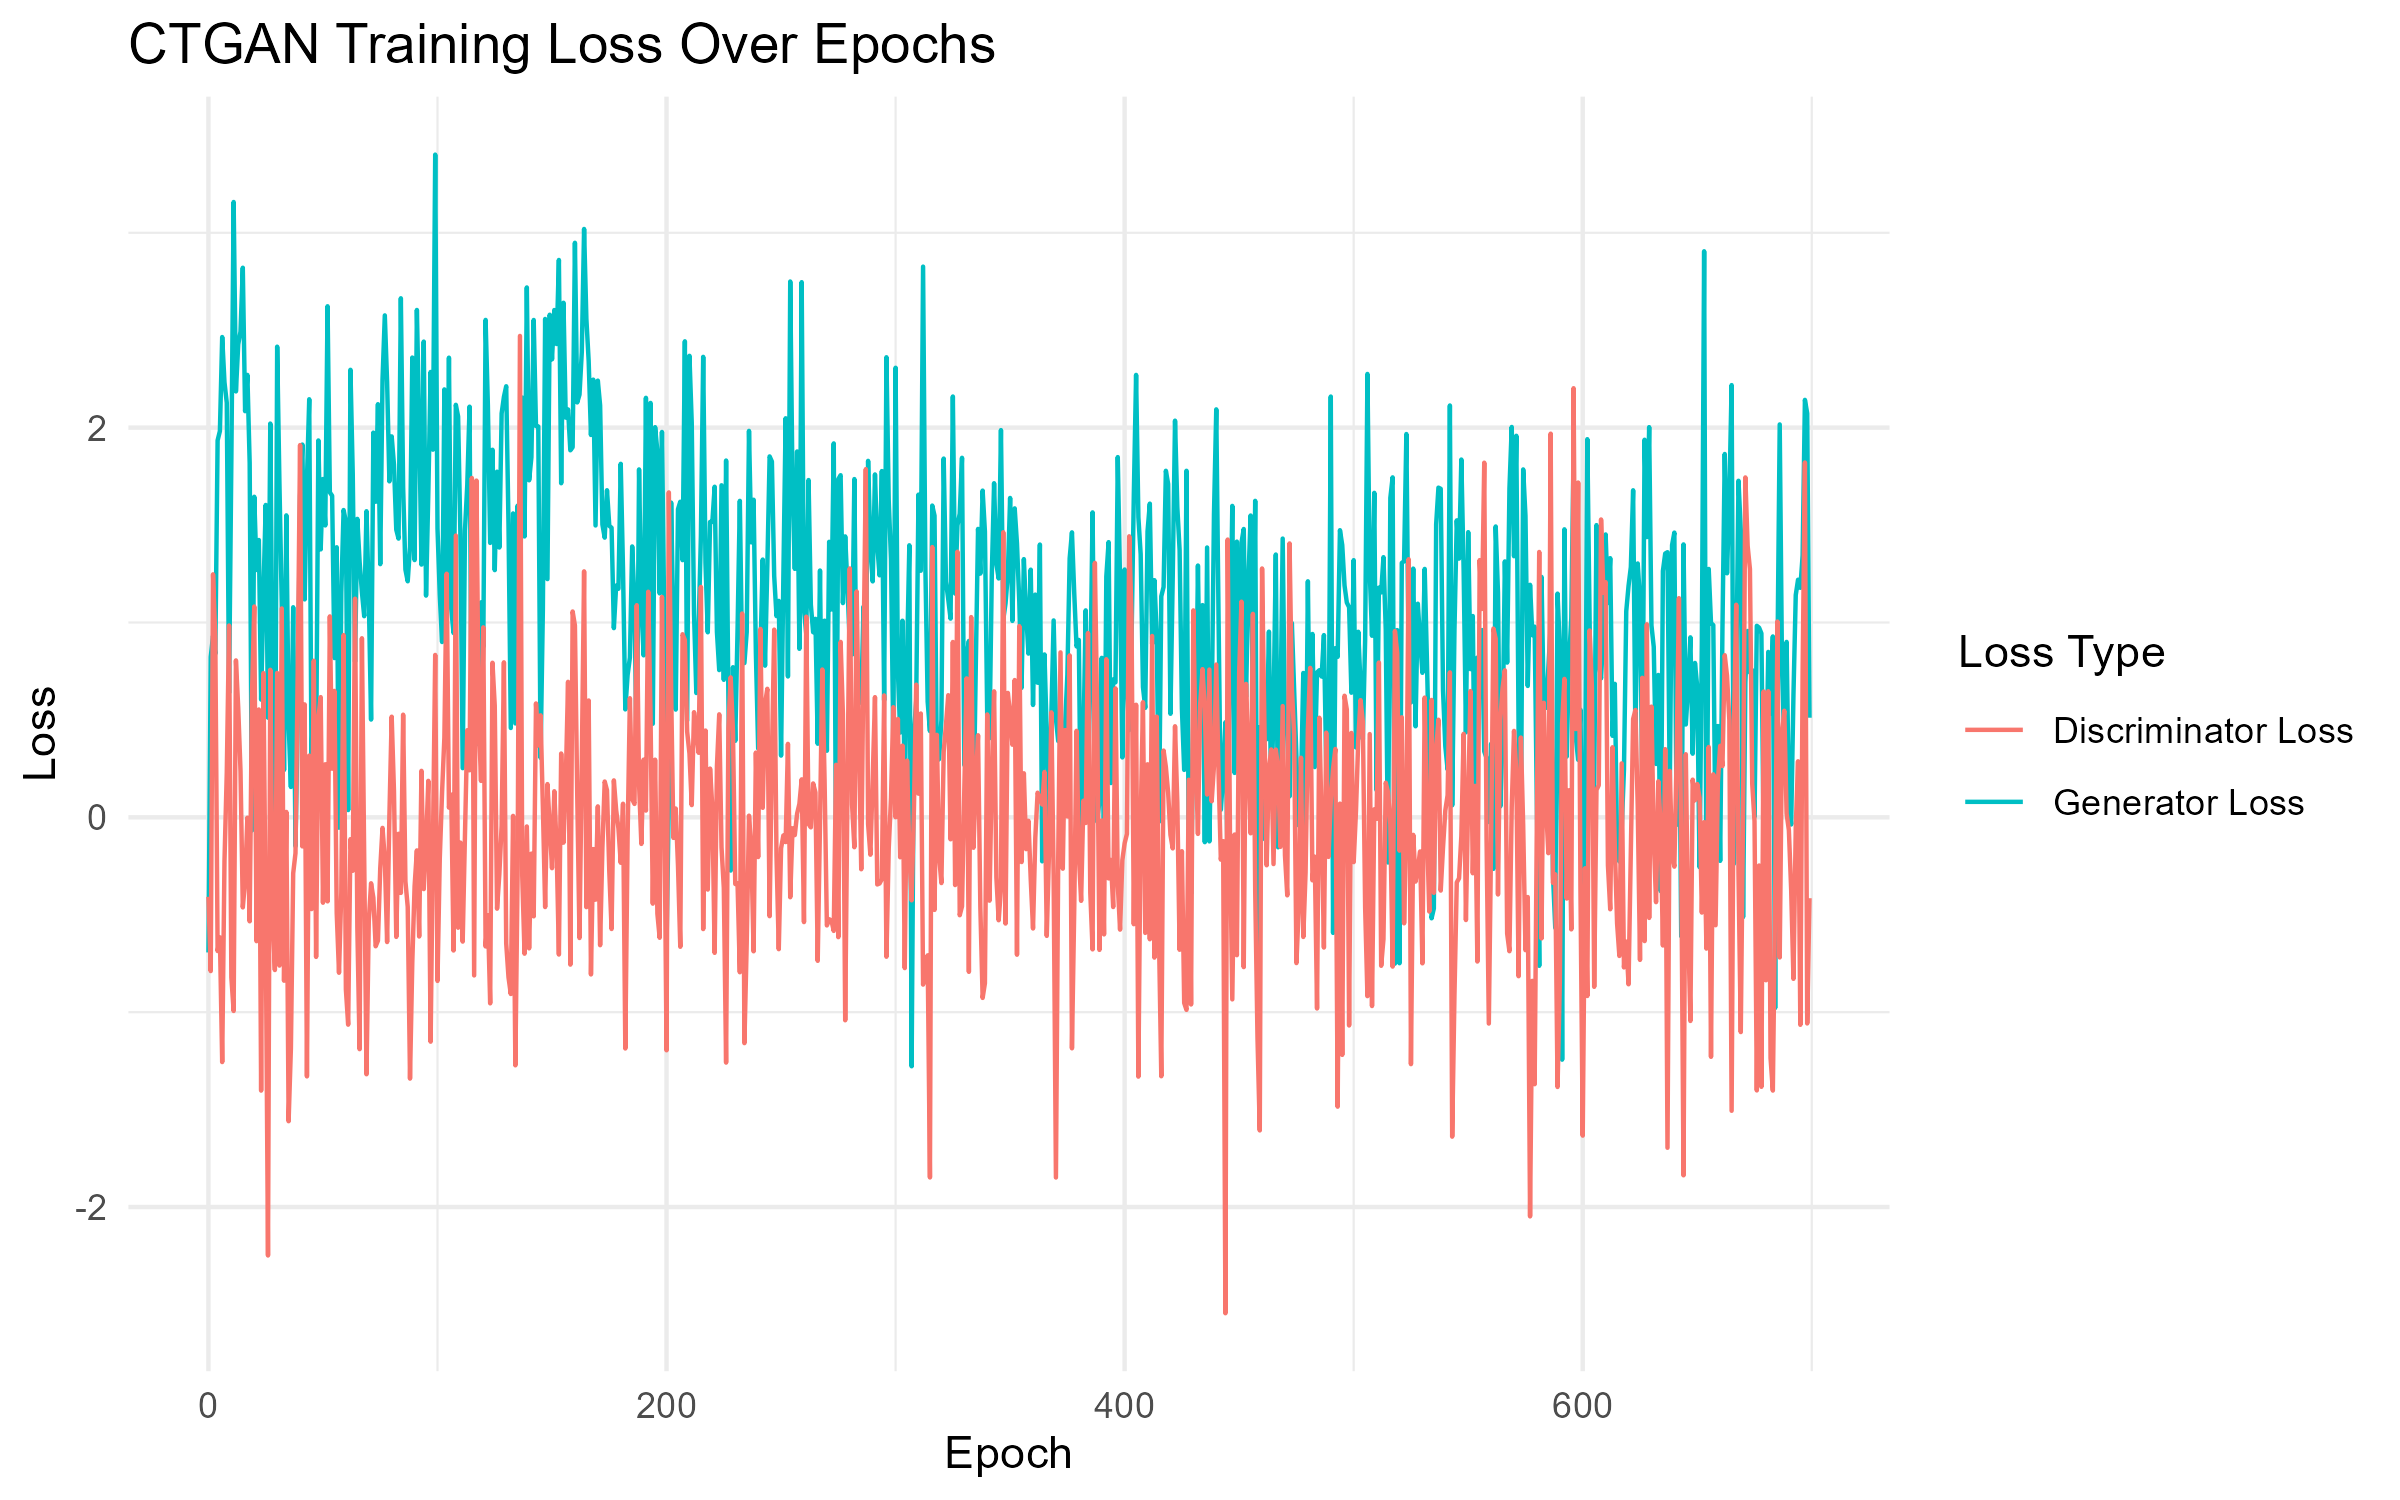 CTGAN Training Loss Over Epochs
2
0
-2
Loss
0 200 400 600
Epoch
Loss Type
Discriminator Loss
Generator Loss